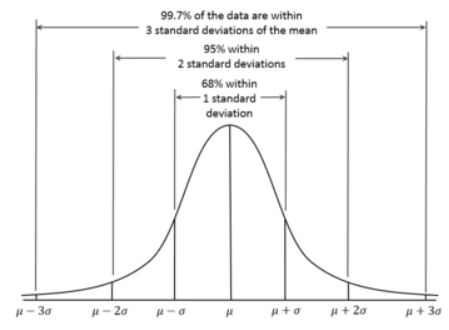 99.7% of the data are within
3 standard deviations of the mean
95% within
2 standard deviations
68% within
1 standard
deviation
μ − 3σ μ − 2σ μ − σ μ μ + σ μ + 2σ μ + 3σ